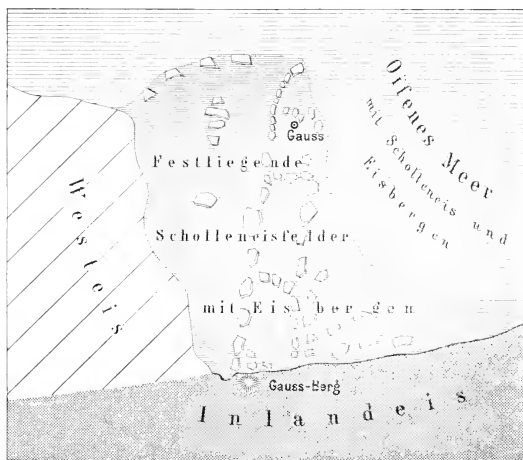 Offenes Meer
mit Scholleneis und
Eisbergen
Gauss
Festliegende
Westeis
Scholleneisfelder
mit Eisbergen
Gauss-Berg
Inlandeis